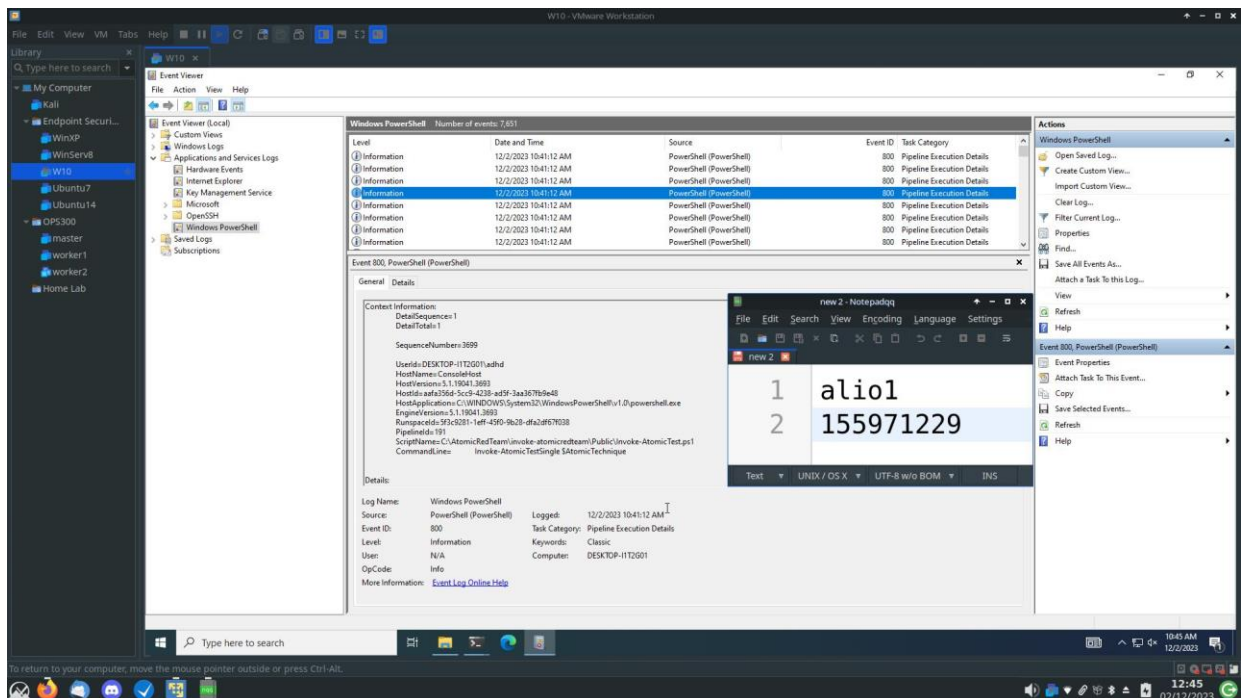 W10 - VMware Workstation
File Edit View VM Tabs Help
Library
Type here to search
My Computer
Kali
Endpoint Securi...
WinXP
WinServ8
W10
Ubuntu7
Ubuntu14
OPS300
master
worker1
worker2
Home Lab
W10
Event Viewer
File Action View Help
Event Viewer (Local)
Custom Views
Windows Logs
Applications and Services Logs
Hardware Events
Internet Explorer
Key Management Service
Microsoft
OpenSSH
Windows PowerShell
Saved Logs
Subscriptions
Windows PowerShell Number of events: 7,651
Level Date and Time Source Event ID Task Category
Information 12/2/2023 10:41:12 AM PowerShell (PowerShell) 800 Pipeline Execution Details
Information 12/2/2023 10:41:12 AM PowerShell (PowerShell) 800 Pipeline Execution Details
Information 12/2/2023 10:41:12 AM PowerShell (PowerShell) 800 Pipeline Execution Details
Information 12/2/2023 10:41:12 AM PowerShell (PowerShell) 800 Pipeline Execution Details
Information 12/2/2023 10:41:12 AM PowerShell (PowerShell) 800 Pipeline Execution Details
Information 12/2/2023 10:41:12 AM PowerShell (PowerShell) 800 Pipeline Execution Details
Information 12/2/2023 10:41:12 AM PowerShell (PowerShell) 800 Pipeline Execution Details
Event 800, PowerShell (PowerShell)
General Details
Context Information:
DetailSequence=1
DetailTotal=1
SequenceNumber=3699
UserId=DESKTOP-I1T2G01\adhd
HostName=ConsoleHost
HostVersion=5.1.19041.3693
HostId=aafa356d-5cc9-4238-ad5f-3aa367fb9e48
HostApplication=C:\WINDOWS\System32\WindowsPowerShell\v1.0\powershell.exe
EngineVersion=5.1.19041.3693
RunspaceId=5f3c9281-1eff-45f0-9b28-dfa2df67f038
PipelineId=191
ScriptName=C:\AtomicRedTeam\invoke-atomicredteam\Public\Invoke-AtomicTest.ps1
CommandLine= Invoke-AtomicTestSingle $AtomicTechnique
Details:
Log Name: Windows PowerShell
Source: PowerShell (PowerShell) Logged: 12/2/2023 10:41:12 AM
Event ID: 800 Task Category: Pipeline Execution Details
Level: Information Keywords: Classic
User: N/A Computer: DESKTOP-I1T2G01
OpCode: Info
More Information: Event Log Online Help
new 2 - Notepadqq
File Edit Search View Encoding Language Settings
new 2
1 alio1
2 155971229
Text UNIX / OS X UTF-8 w/o BOM INS
Actions
Windows PowerShell
Open Saved Log...
Create Custom View...
Import Custom View...
Clear Log...
Filter Current Log...
Properties
Find...
Save All Events As...
Attach a Task To this Log...
View
Refresh
Help
Event 800, PowerShell (PowerShell)
Event Properties
Attach Task To This Event...
Copy
Save Selected Events...
Refresh
Help
Type here to search
10:45 AM
12/2/2023
To return to your computer, move the mouse pointer outside or press Ctrl-Alt.
12:45
02/12/2023